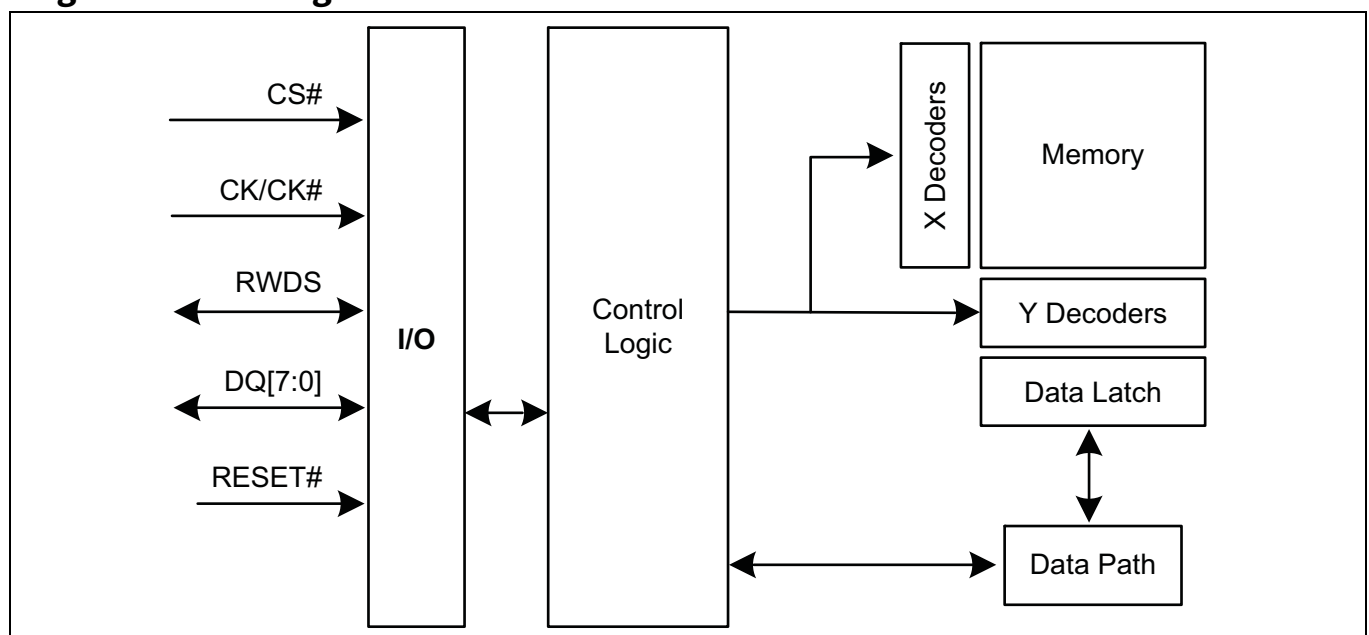 CS#
CK/CK#
RWDS
DQ[7:0]
RESET#
I/O
Control
Logic
X Decoders
Memory
Y Decoders
Data Latch
Data Path